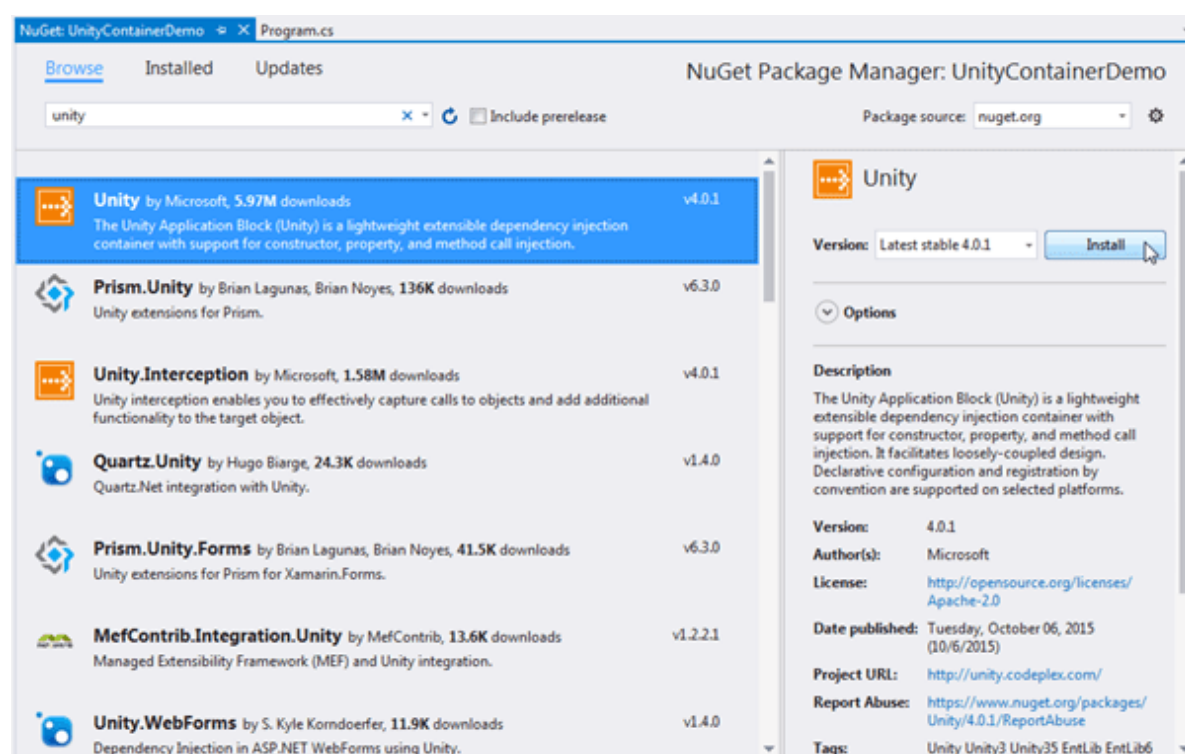 NuGet: UnityContainerDemo Program.cs
Browse Installed Updates
NuGet Package Manager: UnityContainerDemo
unity
Include prerelease
Package source: nuget.org
Unity by Microsoft, 5.97M downloads v4.0.1
The Unity Application Block (Unity) is a lightweight extensible dependency injection
container with support for constructor, property, and method call injection.
Prism.Unity by Brian Lagunas, Brian Noyes, 136K downloads v6.3.0
Unity extensions for Prism.
Unity.Interception by Microsoft, 1.58M downloads v4.0.1
Unity interception enables you to effectively capture calls to objects and add additional
functionality to the target object.
Quartz.Unity by Hugo Biarge, 24.3K downloads v1.4.0
Quartz.Net integration with Unity.
Prism.Unity.Forms by Brian Lagunas, Brian Noyes, 41.5K downloads v6.3.0
Unity extensions for Prism for Xamarin.Forms.
MefContrib.Integration.Unity by MefContrib, 13.6K downloads v1.2.2.1
Managed Extensibility Framework (MEF) and Unity integration.
Unity.WebForms by S. Kyle Korndoerfer, 11.9K downloads v1.4.0
Dependency Injection in ASP.NET WebForms using Unity.
Unity
Version: Latest stable 4.0.1 Install
Options
Description
The Unity Application Block (Unity) is a lightweight
extensible dependency injection container with
support for constructor, property, and method call
injection. It facilitates loosely-coupled design.
Declarative configuration and registration by
convention are supported on selected platforms.
Version: 4.0.1
Author(s): Microsoft
License: http://opensource.org/licenses/
Apache-2.0
Date published: Tuesday, October 06, 2015
(10/6/2015)
Project URL: http://unity.codeplex.com/
Report Abuse: https://www.nuget.org/packages/
Unity/4.0.1/ReportAbuse
Tags: Unity Unity3 Unity35 EntLib EntLib6